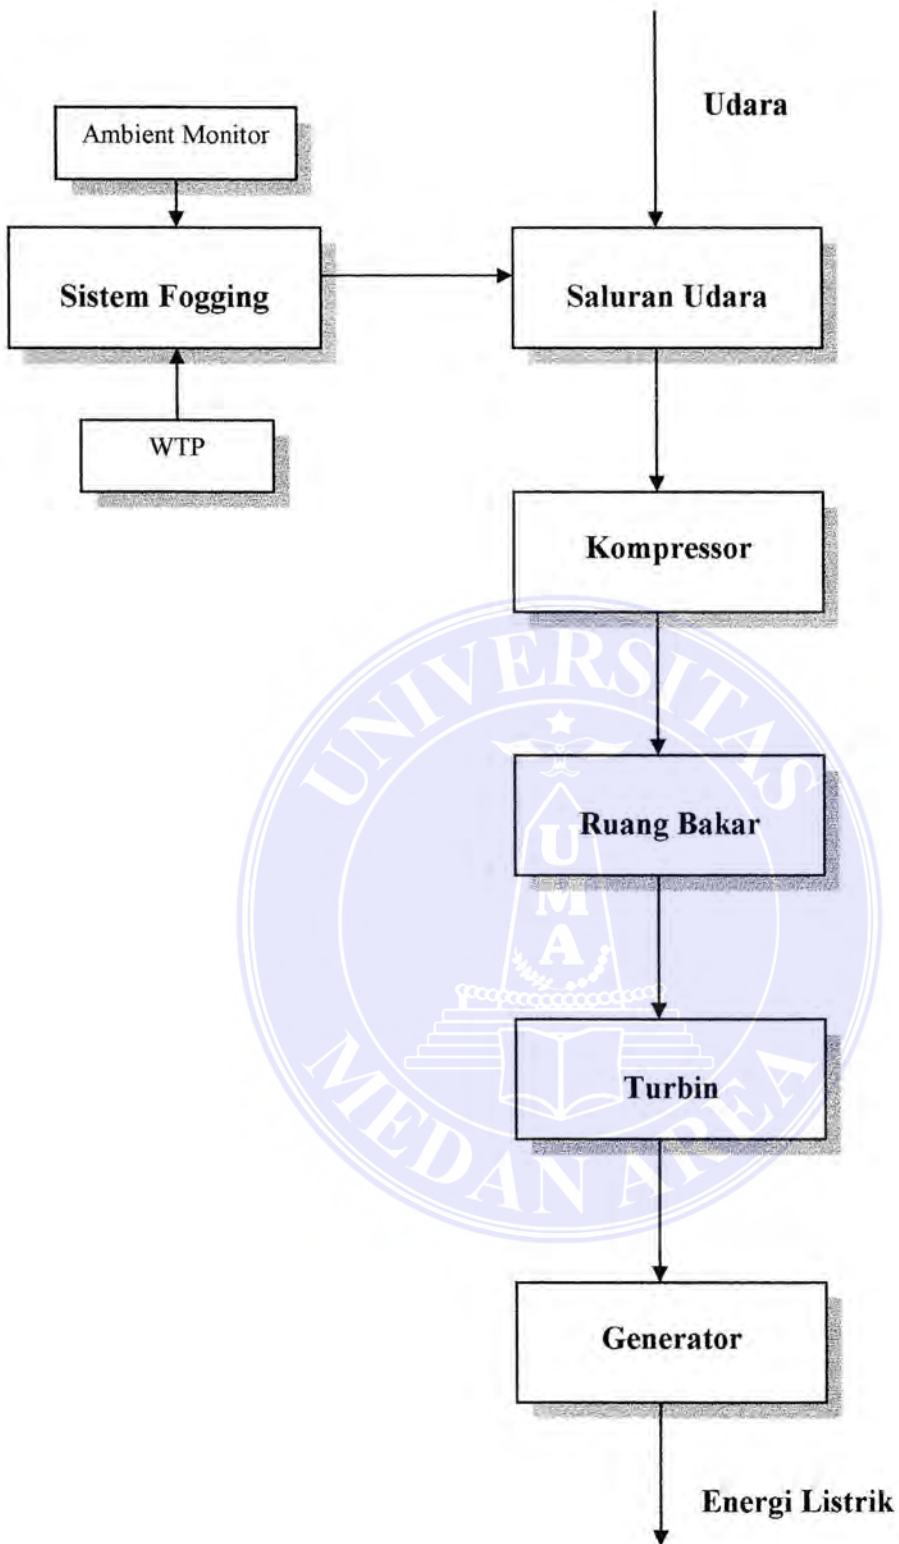 Udara
Ambient Monitor
Sistem Fogging
Saluran Udara
WTP
Kompressor
UNIVERSITAS
Ruang Bakar
U
M
A
Turbin
MEDAN AREA
Generator
Energi Listrik